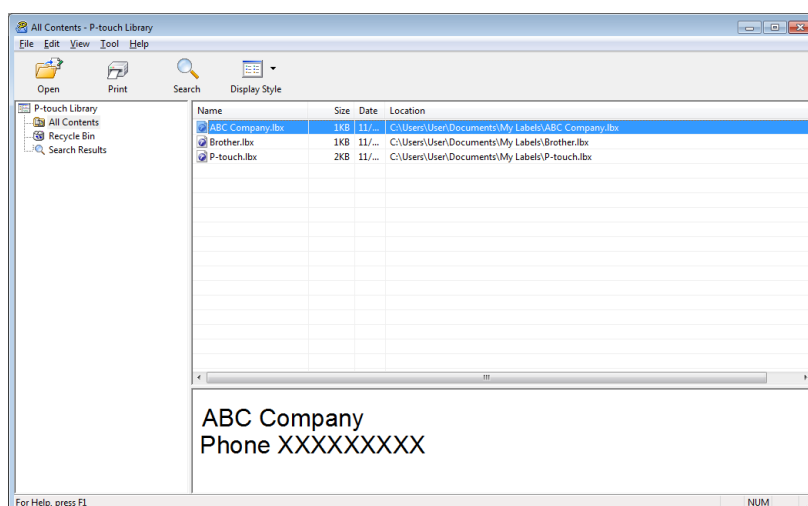 All Contents - P-touch Library
File Edit View Tool Help
Open Print Search Display Style
P-touch Library
All Contents
Recycle Bin
Search Results
Name Size Date Location
ABC Company.lbx 1KB 11/... C:\Users\User\Documents\My Labels\ABC Company.lbx
Brother.lbx 1KB 11/... C:\Users\User\Documents\My Labels\Brother.lbx
P-touch.lbx 2KB 11/... C:\Users\User\Documents\My Labels\P-touch.lbx
ABC Company
Phone XXXXXXXXX
For Help, press F1 NUM